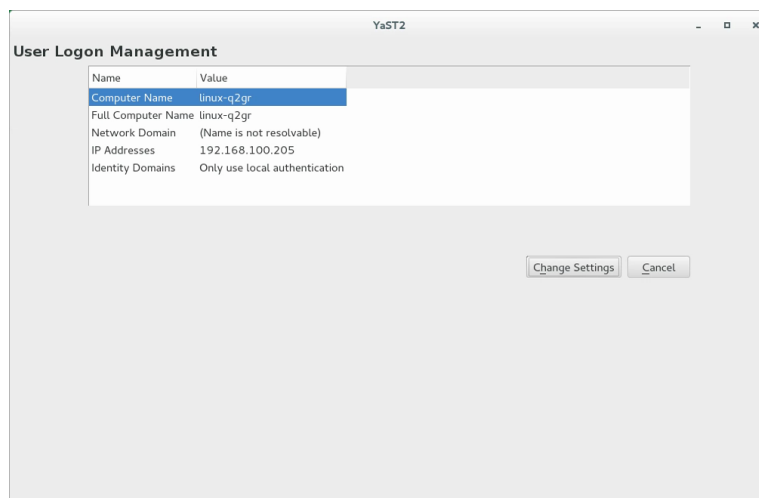 YaST2
User Logon Management
Name Value
Computer Name linux-q2gr
Full Computer Name linux-q2gr
Network Domain (Name is not resolvable)
IP Addresses 192.168.100.205
Identity Domains Only use local authentication
Change Settings Cancel